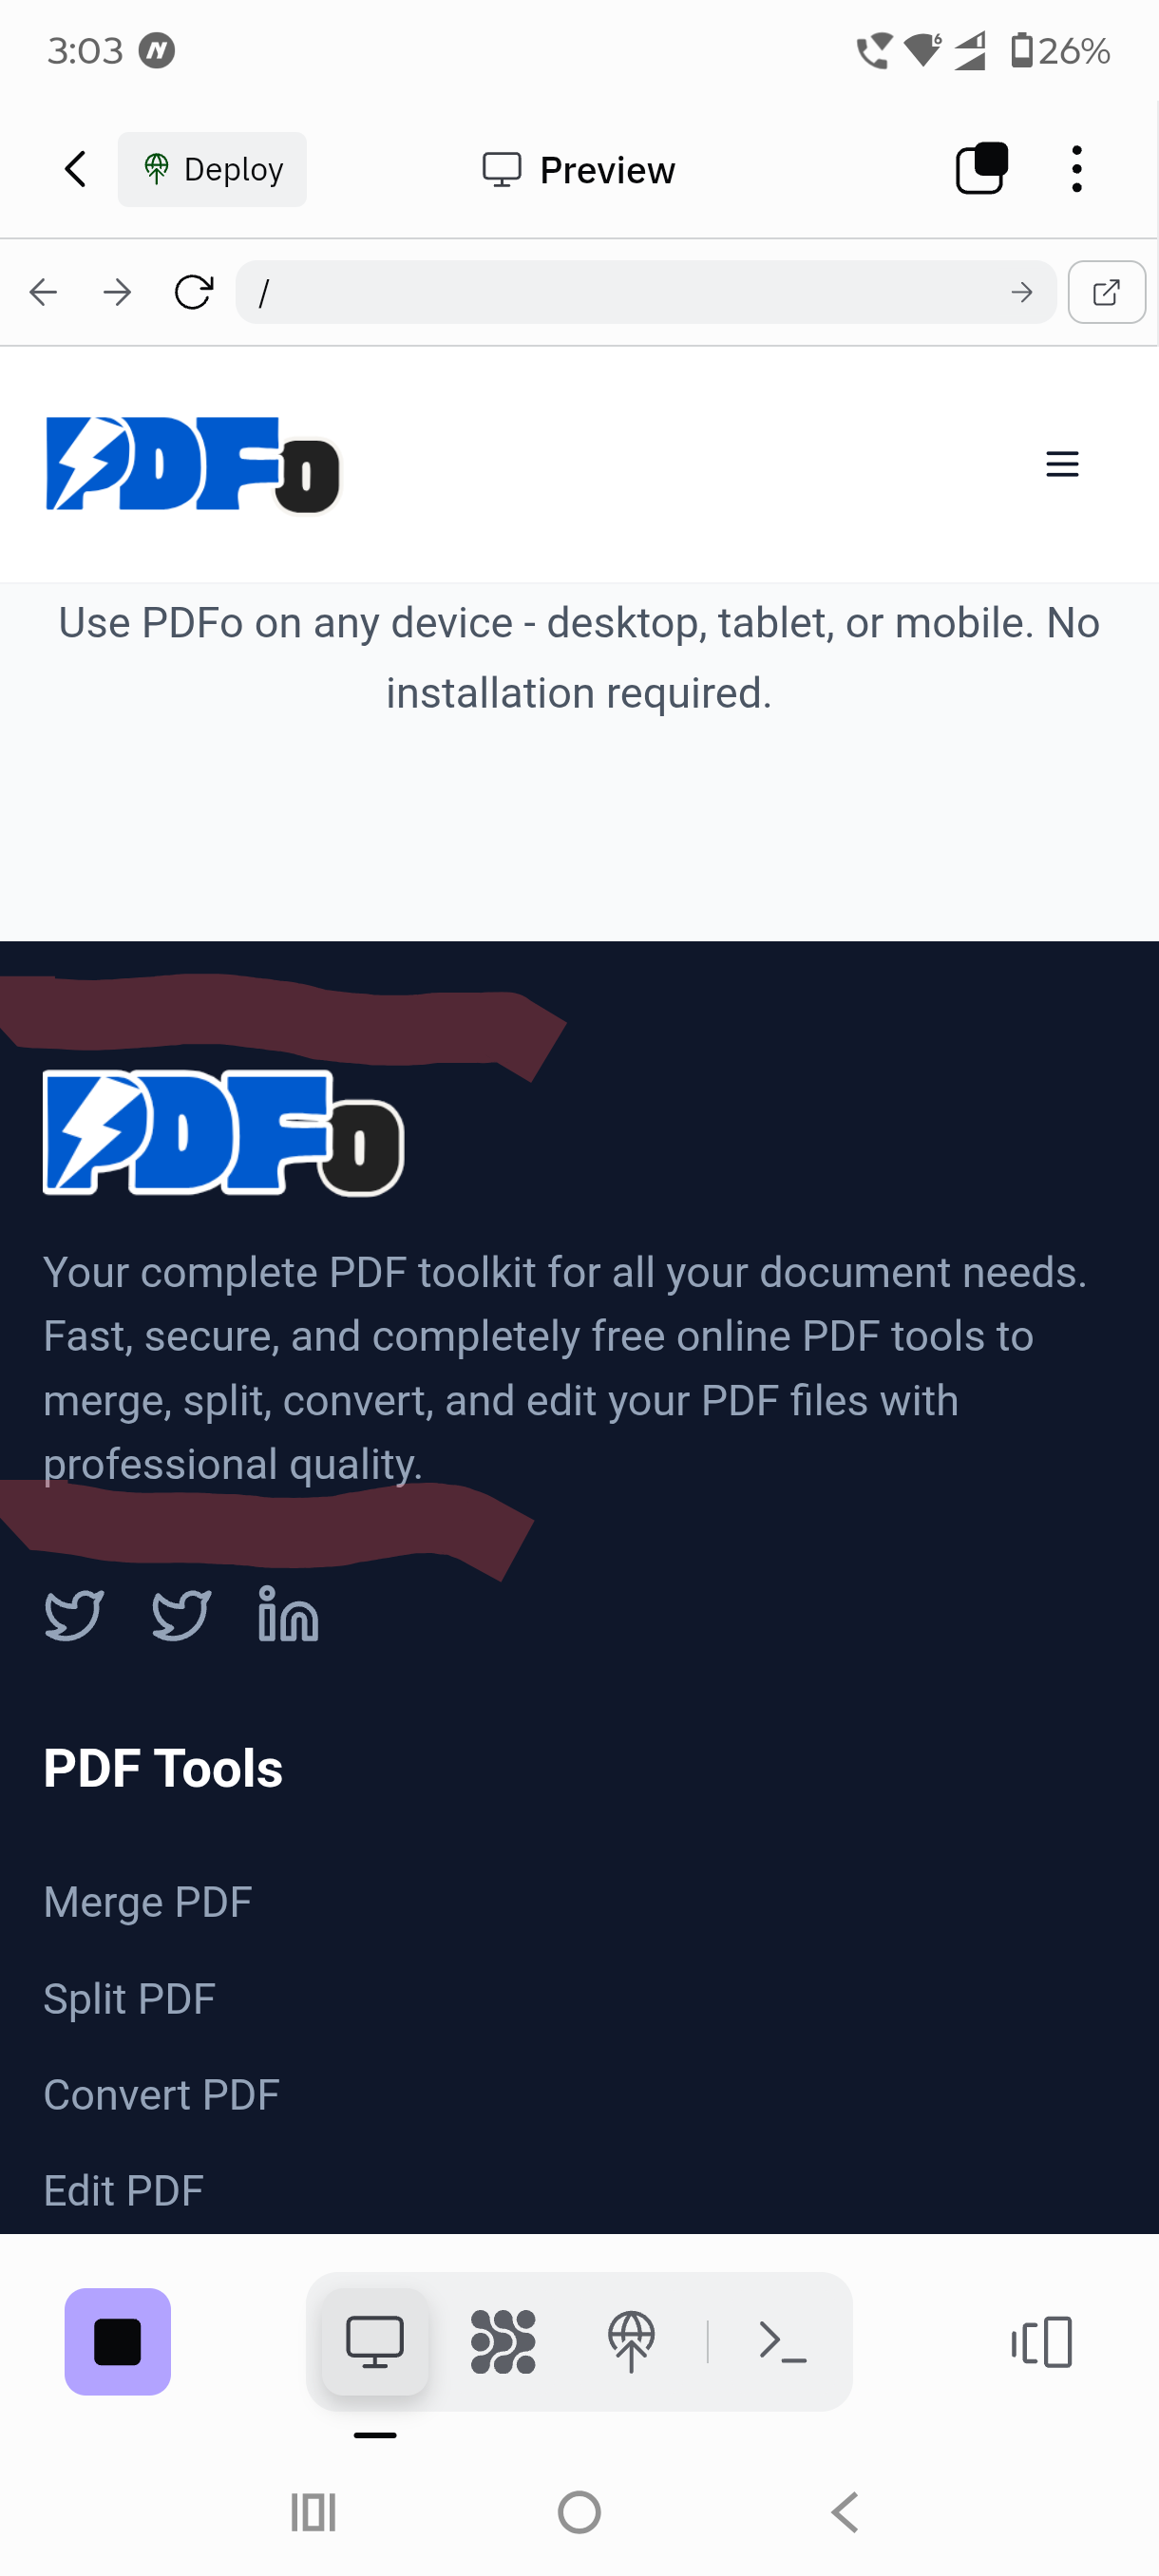 3:03
6
26%
Deploy
Preview
/
PDFo
Use PDFo on any device - desktop, tablet, or mobile. No
installation required.
PDFo
Your complete PDF toolkit for all your document needs.
Fast, secure, and completely free online PDF tools to
merge, split, convert, and edit your PDF files with
professional quality.
in
PDF Tools
Merge PDF
Split PDF
Convert PDF
Edit PDF